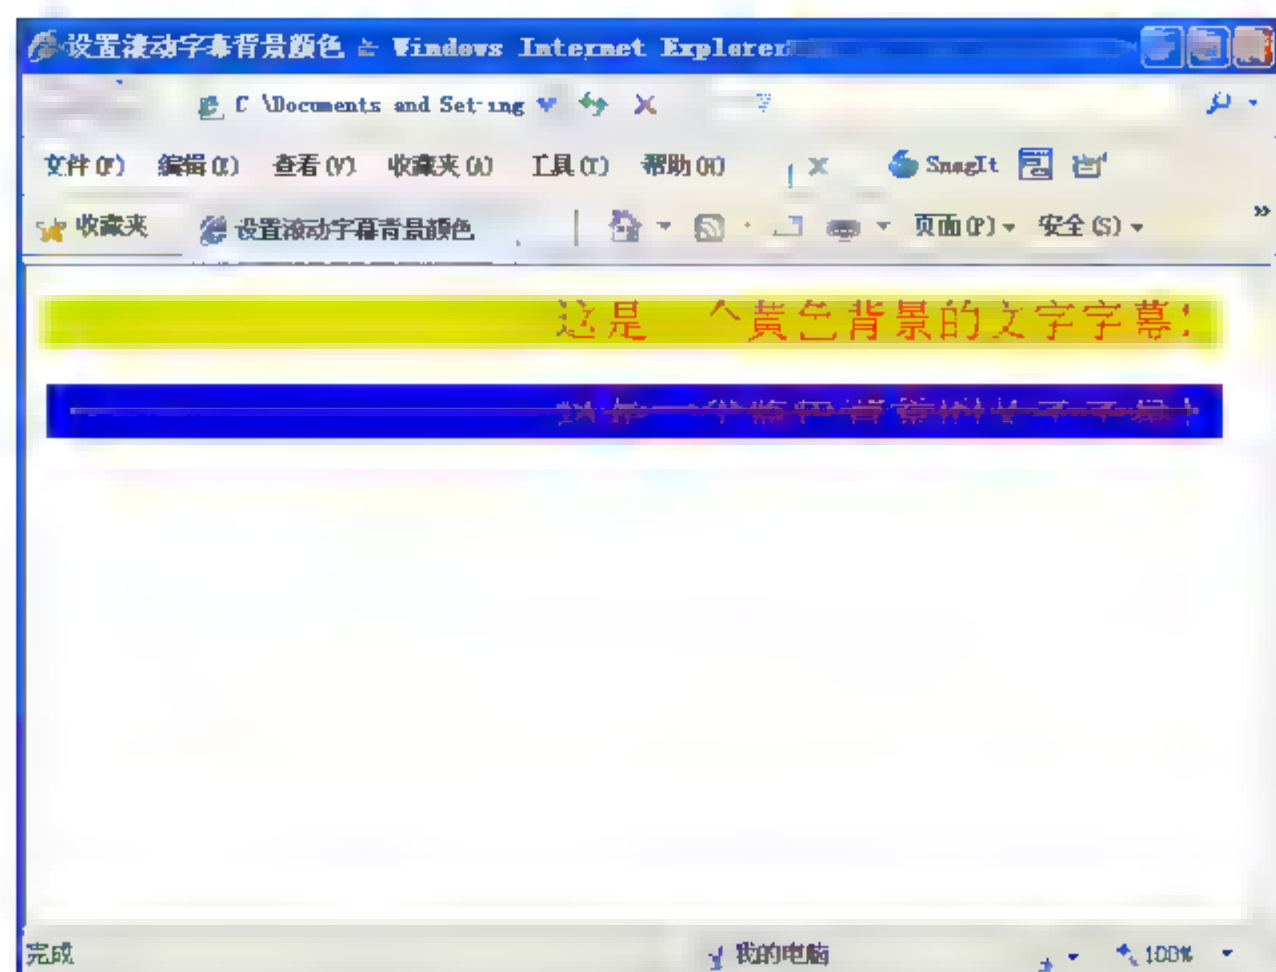 设置滚动字幕背景颜色 - Windows Internet Explorer
C:\Documents and Setting
文件(F) 编辑(E) 查看(V) 收藏夹(A) 工具(T) 帮助(H) x SnagIt
收藏夹 设置滚动字幕背景颜色 页面(P) 安全(S) »
这是一个黄色背景的文字字幕!
完成 我的电脑 100%